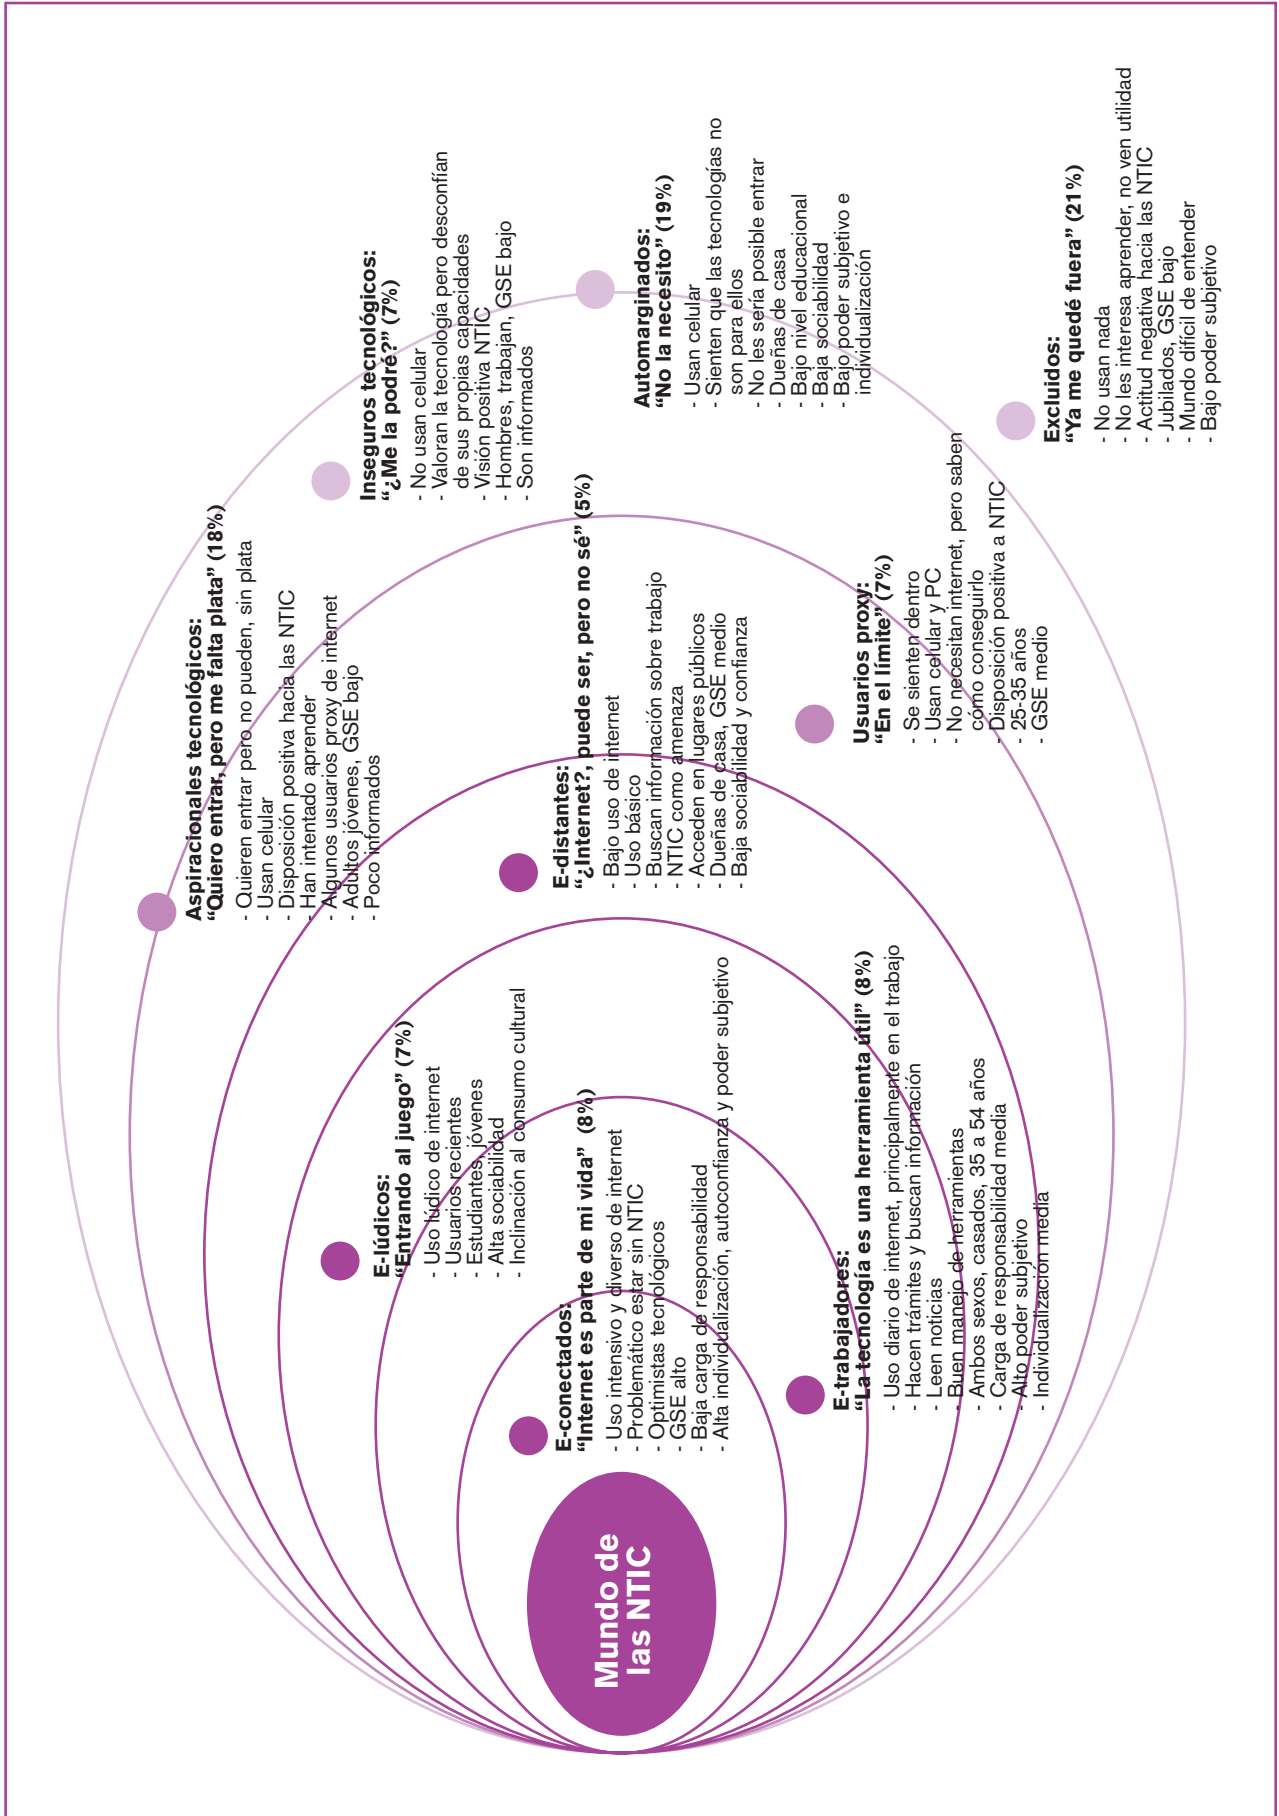 Mundo de
las NTIC
E-conectados:
“Internet es parte de mi vida” (8%)
- Uso intensivo y diverso de internet
- Problemático estar sin NTIC
- Optimistas tecnológicos
- GSE alto
- Baja carga de responsabilidad
- Alta individualización, autoconfianza y poder subjetivo
E-trabajadores:
“La tecnología es una herramienta útil” (8%)
- Uso diario de internet, principalmente en el trabajo
- Hacen trámites y buscan información
- Leen noticias
- Buen manejo de herramientas
- Ambos sexos, casados, 35 a 54 años
- Carga de responsabilidad media
- Alto poder subjetivo
- Individualización media
E-lúdicos:
“Entrando al juego” (7%)
- Uso lúdico de internet
- Usuarios recientes
- Estudiantes, jóvenes
- Alta sociabilidad
- Inclinación al consumo cultural
E-distantes:
“¿Internet?, puede ser, pero no sé” (5%)
- Bajo uso de internet
- Uso básico
- Buscan información sobre trabajo
- NTIC como amenaza
- Acceden en lugares públicos
- Dueñas de casa, GSE medio
- Baja sociabilidad y confianza
Usuarios proxy:
“En el límite” (7%)
- Se sienten dentro
- Usan celular y PC
- No necesitan internet, pero saben
cómo conseguirlo
- Disposición positiva a NTIC
- 25-35 años
- GSE medio
Aspiracionales tecnológicos:
“Quiero entrar, pero me falta plata” (18%)
- Quieren entrar pero no pueden, sin plata
- Usan celular
- Disposición positiva hacia las NTIC
- Han intentado aprender
- Algunos usuarios proxy de internet
- Adultos jóvenes, GSE bajo
- Poco informados
Inseguros tecnológicos:
“¿Me la podré?” (7%)
- No usan celular
- Valoran la tecnología pero desconfían
de sus propias capacidades
- Visión positiva NTIC
- Hombres, trabajan, GSE bajo
- Son informados
Automarginados:
“No la necesito” (19%)
- Usan celular
- Sienten que las tecnologías no
son para ellos
- No les sería posible entrar
- Dueñas de casa
- Bajo nivel educacional
- Baja sociabilidad
- Bajo poder subjetivo e
individualización
Excluidos:
“Ya me quedé fuera” (21%)
- No usan nada
- No les interesa aprender, no ven utilidad
- Actitud negativa hacia las NTIC
- Jubilados, GSE bajo
- Mundo difícil de entender
- Bajo poder subjetivo